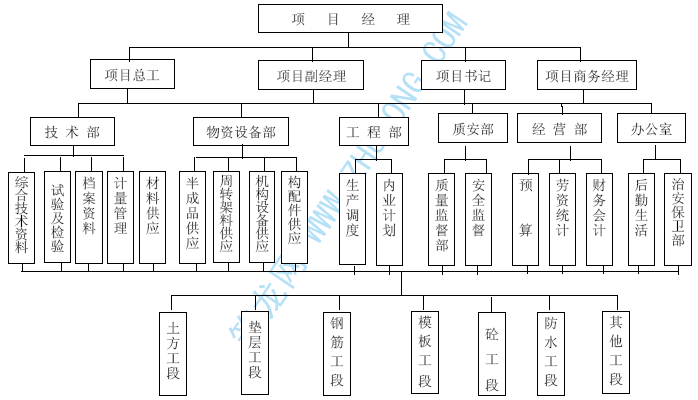 项目经理
项目总工
项目副经理
项目书记
项目商务经理
技术部
物资设备部
工程部
质安部
经营部
办公室
综合技术资料
试验及检验
档案资料
计量管理
材料供应
半成品供应
周转架料供应
机构设备供应
构配件供应
生产调度
内业计划
质量监督部
安全监督
预算
劳资统计
财务会计
后勤生活
治安保卫部
土方工段
垫层工段
钢筋工段
模板工段
砼工段
防水工段
其他工段
筑龙网 WWW.ZHULONG.COM